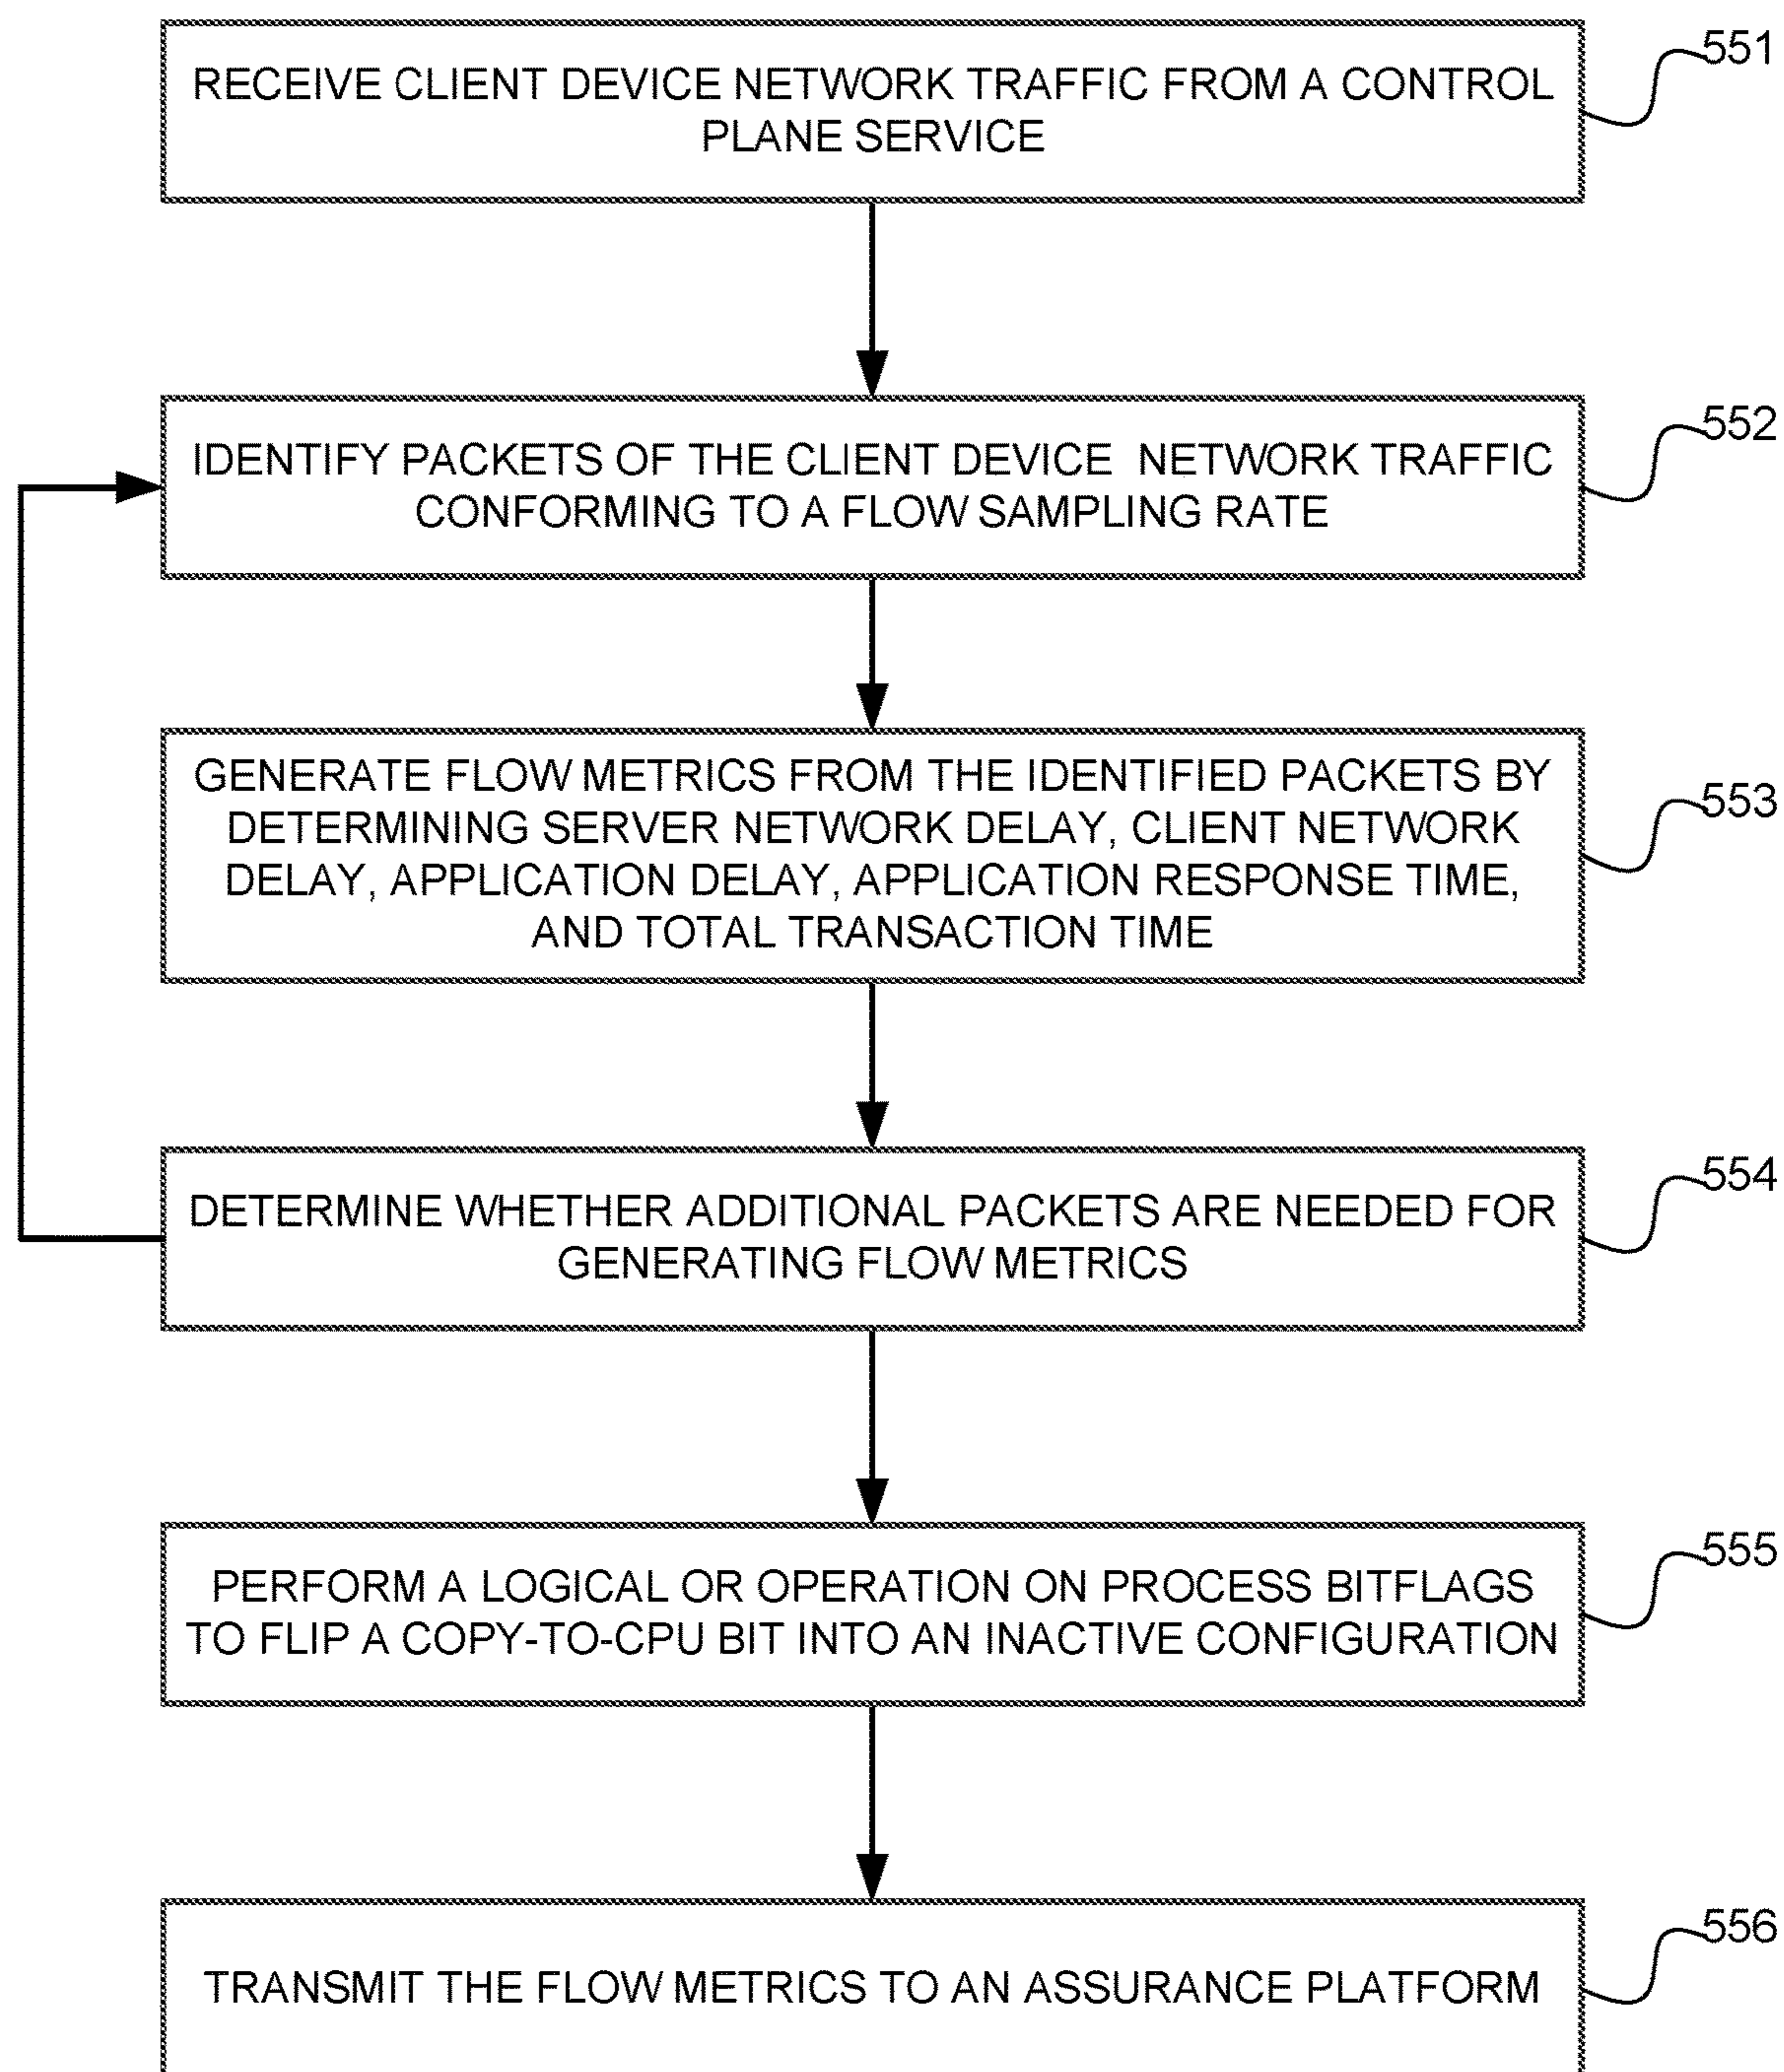 RECEIVE CLIENT DEVICE NETWORK TRAFFIC FROM A CONTROL
PLANE SERVICE
551
IDENTIFY PACKETS OF THE CLIENT DEVICE NETWORK TRAFFIC
CONFORMING TO A FLOW SAMPLING RATE
552
GENERATE FLOW METRICS FROM THE IDENTIFIED PACKETS BY
DETERMINING SERVER NETWORK DELAY, CLIENT NETWORK
DELAY, APPLICATION DELAY, APPLICATION RESPONSE TIME,
AND TOTAL TRANSACTION TIME
553
DETERMINE WHETHER ADDITIONAL PACKETS ARE NEEDED FOR
GENERATING FLOW METRICS
554
PERFORM A LOGICAL OR OPERATION ON PROCESS BITFLAGS
TO FLIP A COPY-TO-CPU BIT INTO AN INACTIVE CONFIGURATION
555
TRANSMIT THE FLOW METRICS TO AN ASSURANCE PLATFORM
556